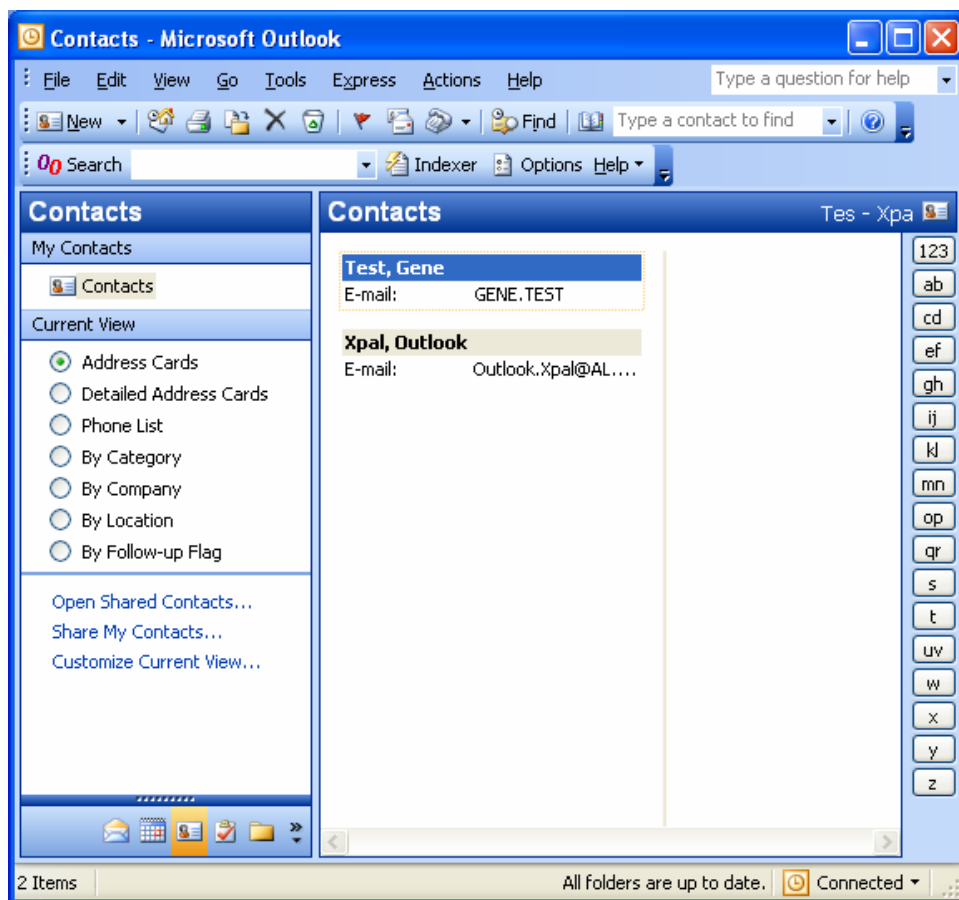 Contacts - Microsoft Outlook
File Edit View Go Tools Express Actions Help Type a question for help
New Find Type a contact to find
Search Indexer Options Help
Contacts
My Contacts
Contacts
Current View
Address Cards
Detailed Address Cards
Phone List
By Category
By Company
By Location
By Follow-up Flag
Open Shared Contacts...
Share My Contacts...
Customize Current View...
Contacts Tes - Xpa
Test, Gene
E-mail: GENE.TEST
Xpal, Outlook
E-mail: Outlook.Xpal@AL....
123
ab
cd
ef
gh
ij
kl
mn
op
qr
s
t
uv
w
x
y
z
2 Items All folders are up to date. Connected